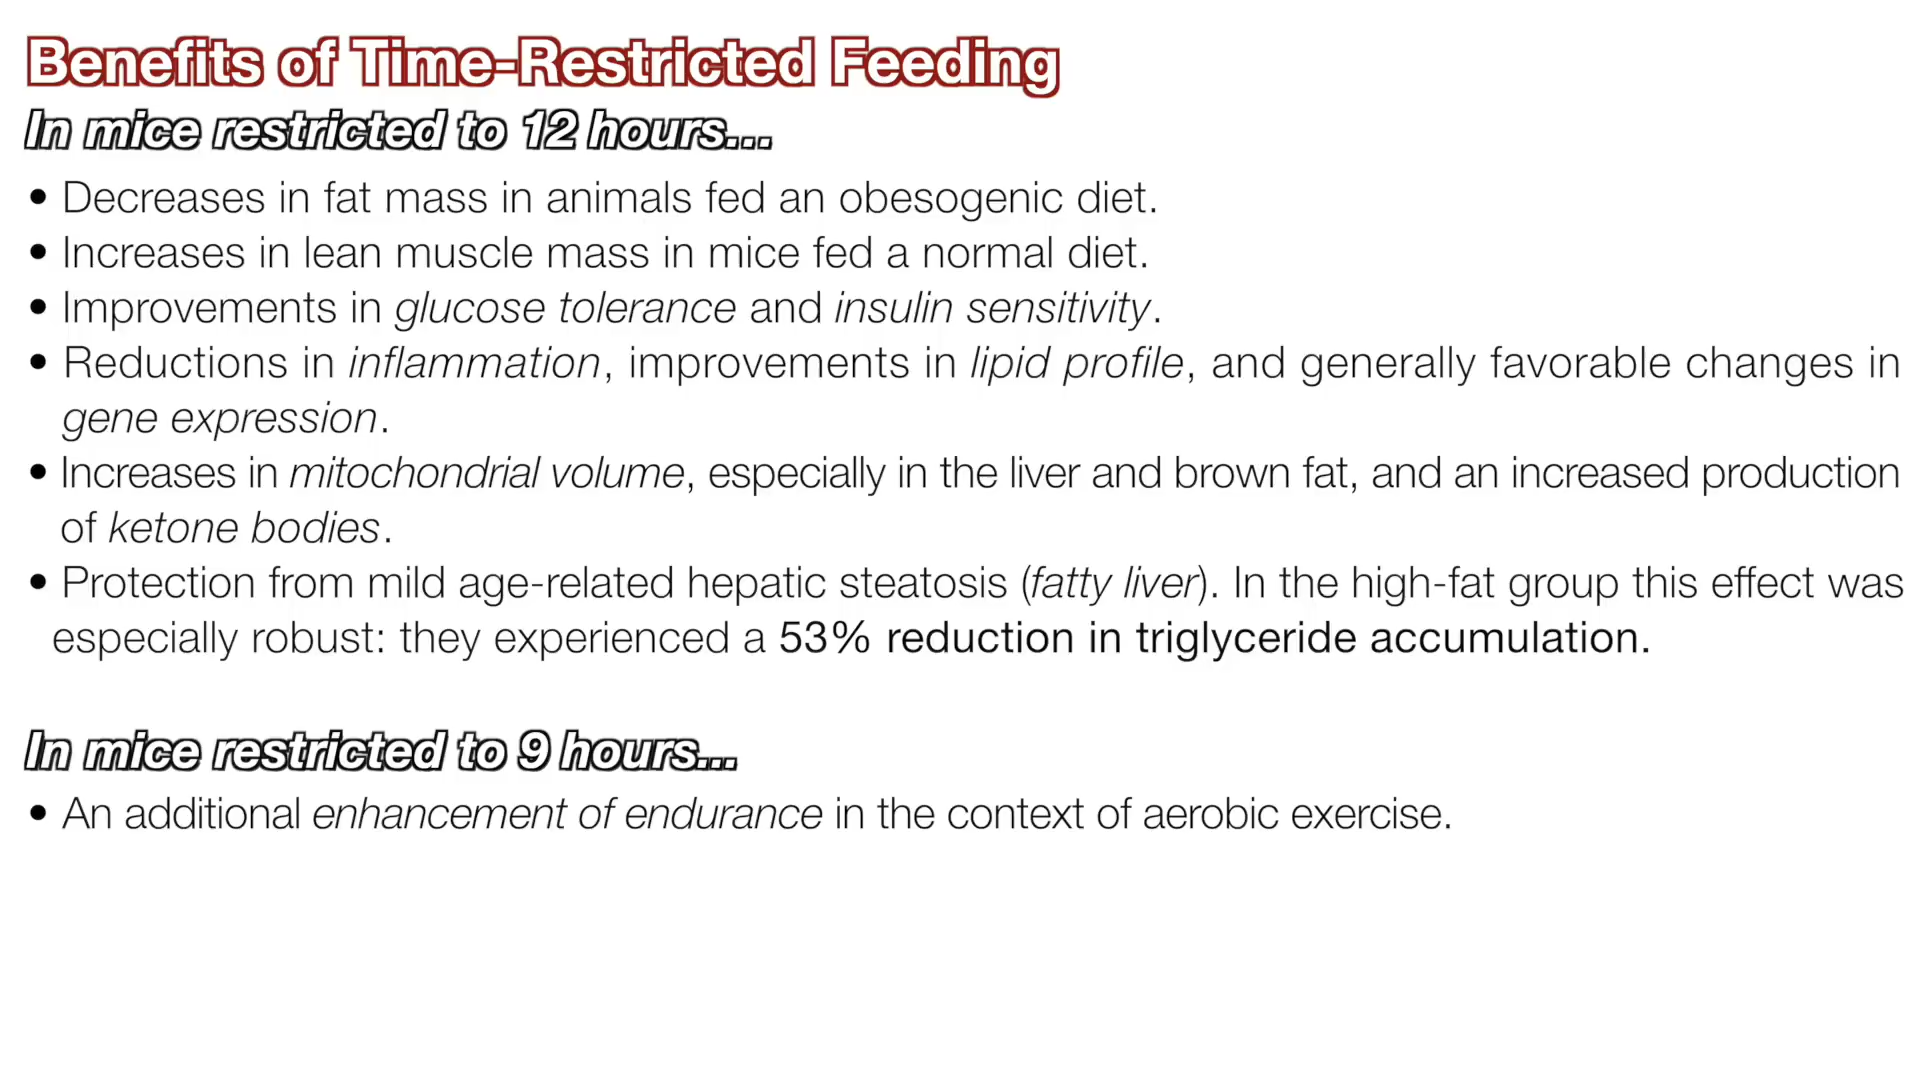 Benefits of Time-Restricted Feeding
In mice restricted to 12 hours...
• Decreases in fat mass in animals fed an obesogenic diet.
• Increases in lean muscle mass in mice fed a normal diet.
• Improvements in glucose tolerance and insulin sensitivity.
• Reductions in inflammation, improvements in lipid profile, and generally favorable changes in
gene expression.
• Increases in mitochondrial volume, especially in the liver and brown fat, and an increased production
of ketone bodies.
• Protection from mild age-related hepatic steatosis (fatty liver). In the high-fat group this effect was
especially robust: they experienced a 53% reduction in triglyceride accumulation.
In mice restricted to 9 hours...
• An additional enhancement of endurance in the context of aerobic exercise.